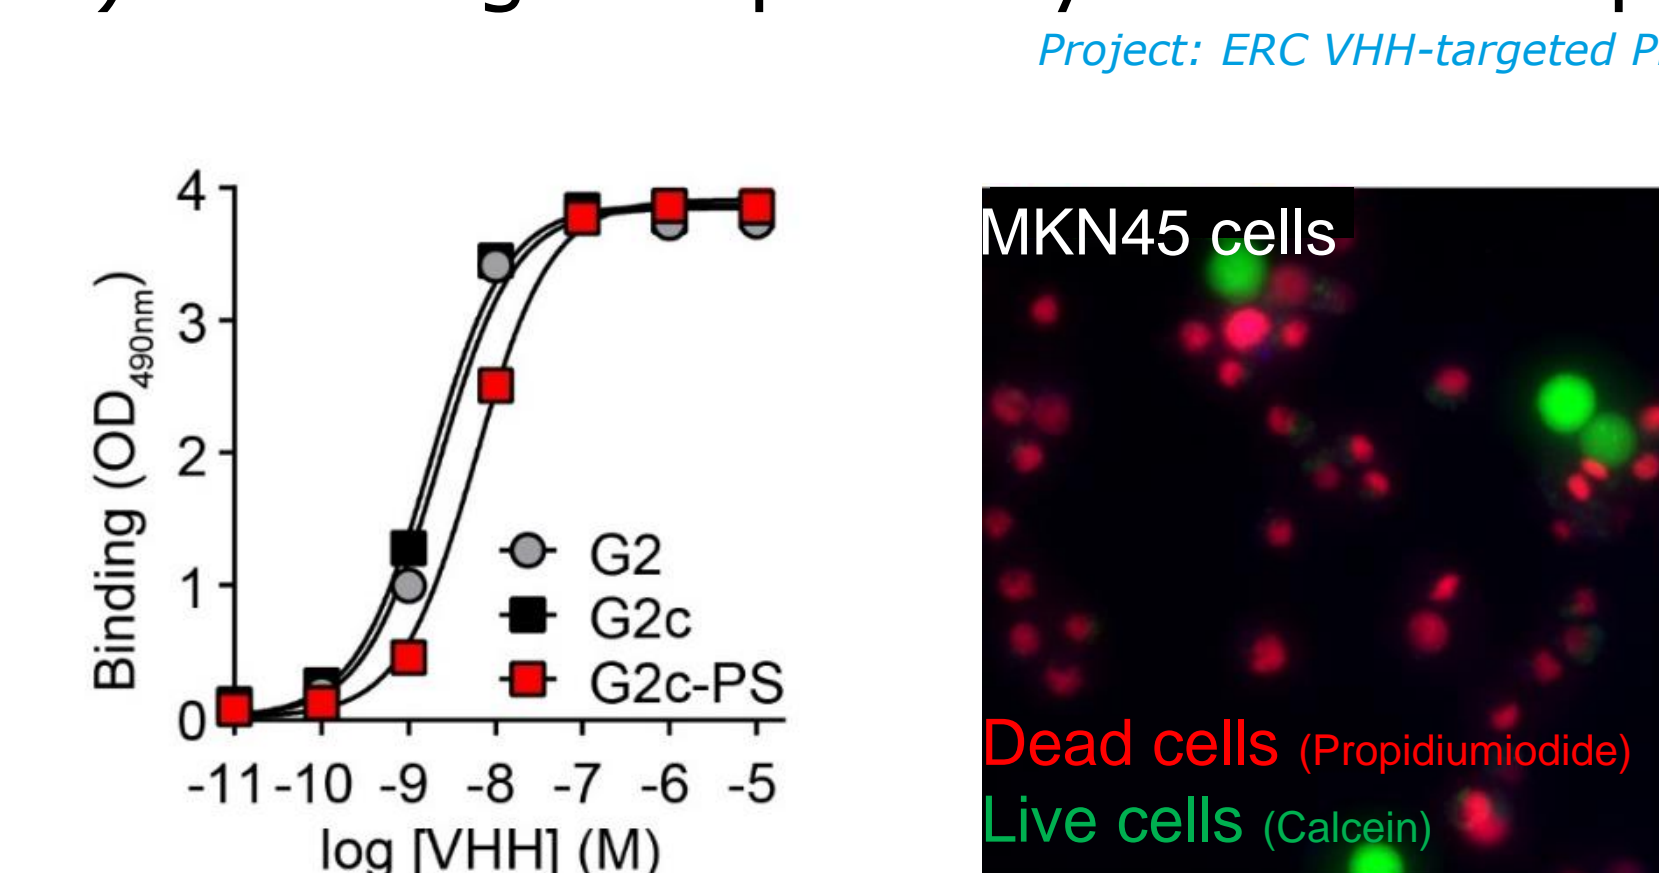 Project: ERC VHH-targeted P
4
3
2
1
0
Binding (OD490nm)
-11 -10 -9 -8 -7 -6 -5
log [VHH] (M)
G2
G2c
G2c-PS
MKN45 cells
Dead cells (Propidiumiodide)
Live cells (Calcein)